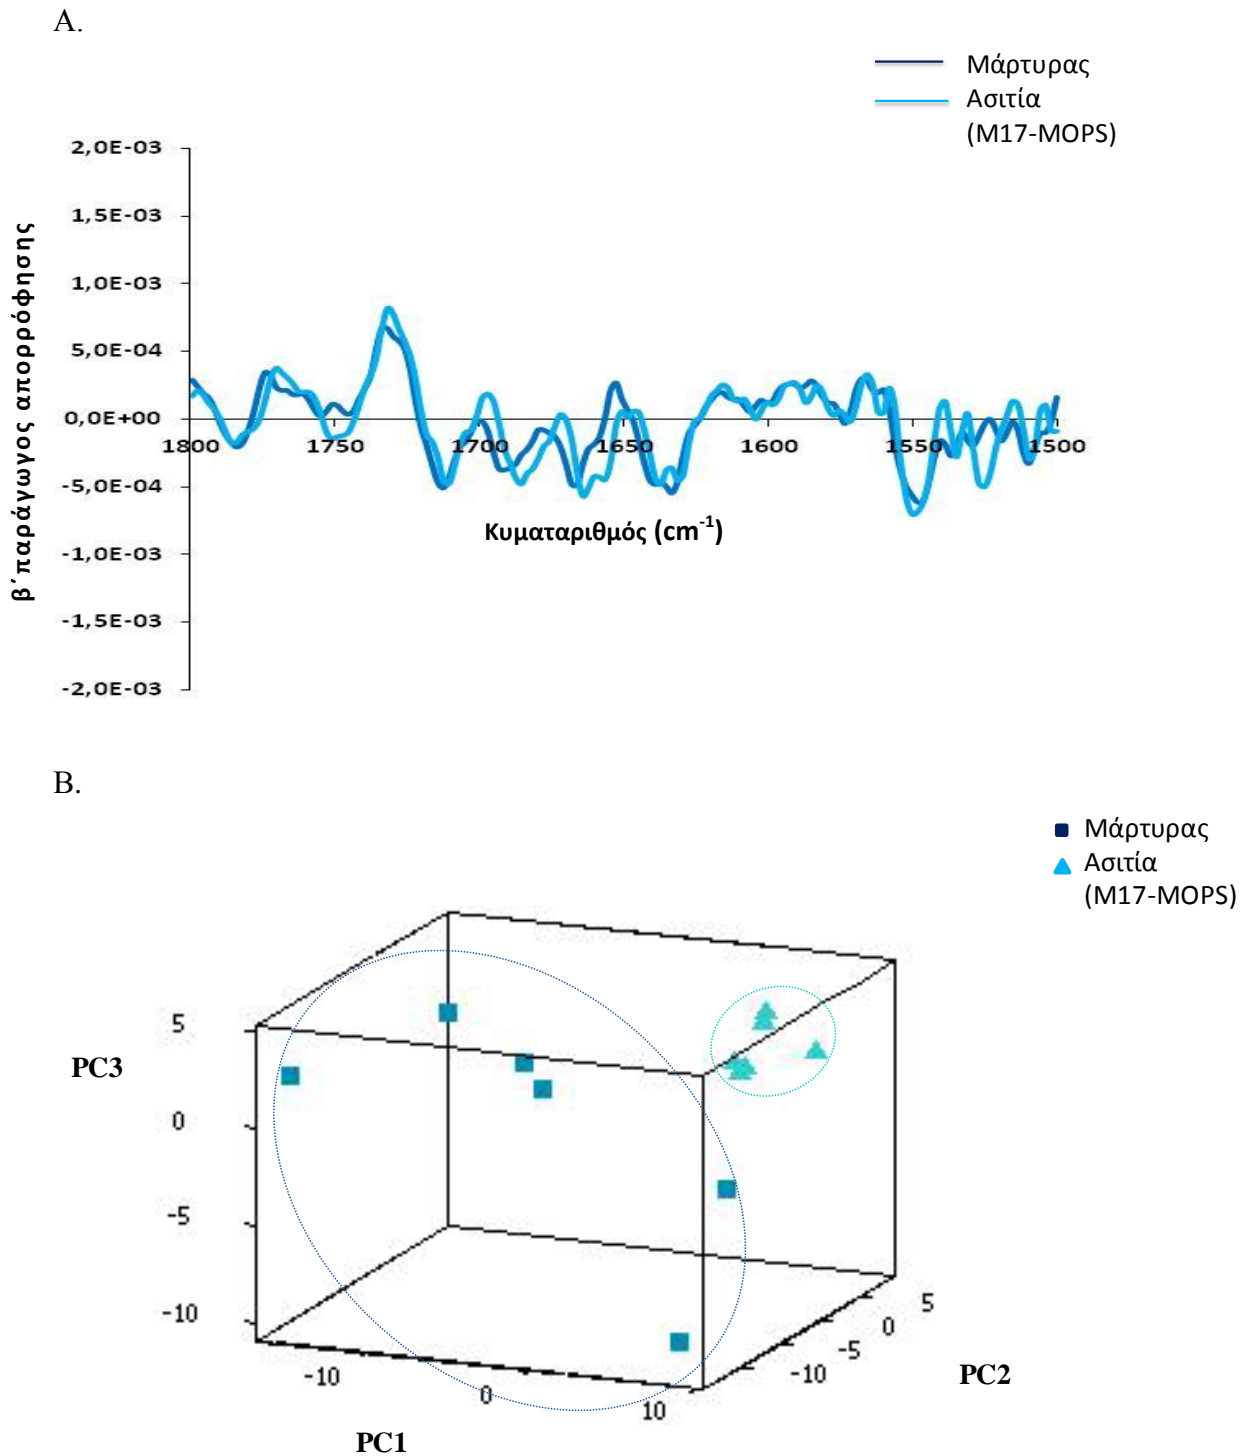 A.
Μάρτυρας
Ασιτία
(M17-MOPS)
2,0E-03
1,5E-03
1,0E-03
5,0E-04
0,0E+00
-5,0E-04
-1,0E-03
-1,5E-03
-2,0E-03
β΄παράγωγος απορρόφησης
1800 1750 1700 1650 1600 1550 1500
Κυματαριθμός (cm-1)
B.
Μάρτυρας
Ασιτία
(M17-MOPS)
5
0
-5
-10
PC3
-10 0 10
PC1
-10 -5 0 5
PC2